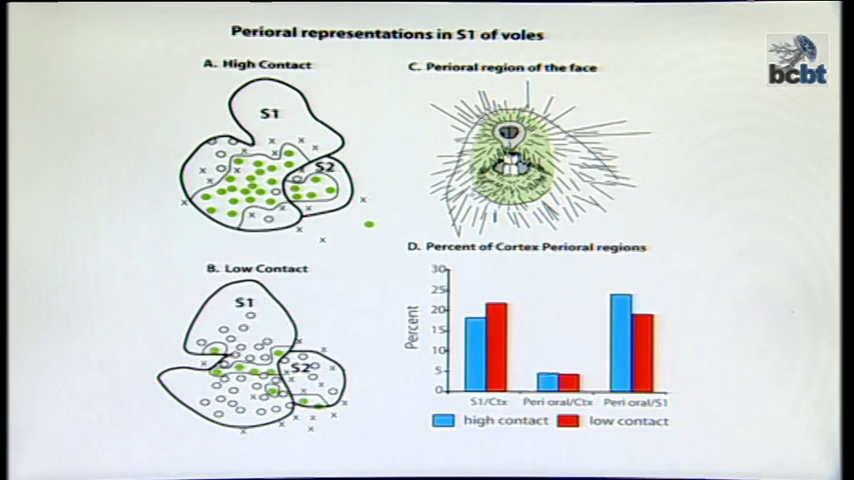 Perioral representations in S1 of voles
bcbt
A. High Contact
S1
S2
C. Perioral region of the face
B. Low Contact
S1
S2
D. Percent of Cortex Perioral regions
Percent
30
25
20
15
10
5
0
S1/Ctx
Peri oral/Ctx
Peri oral/S1
high contact
low contact